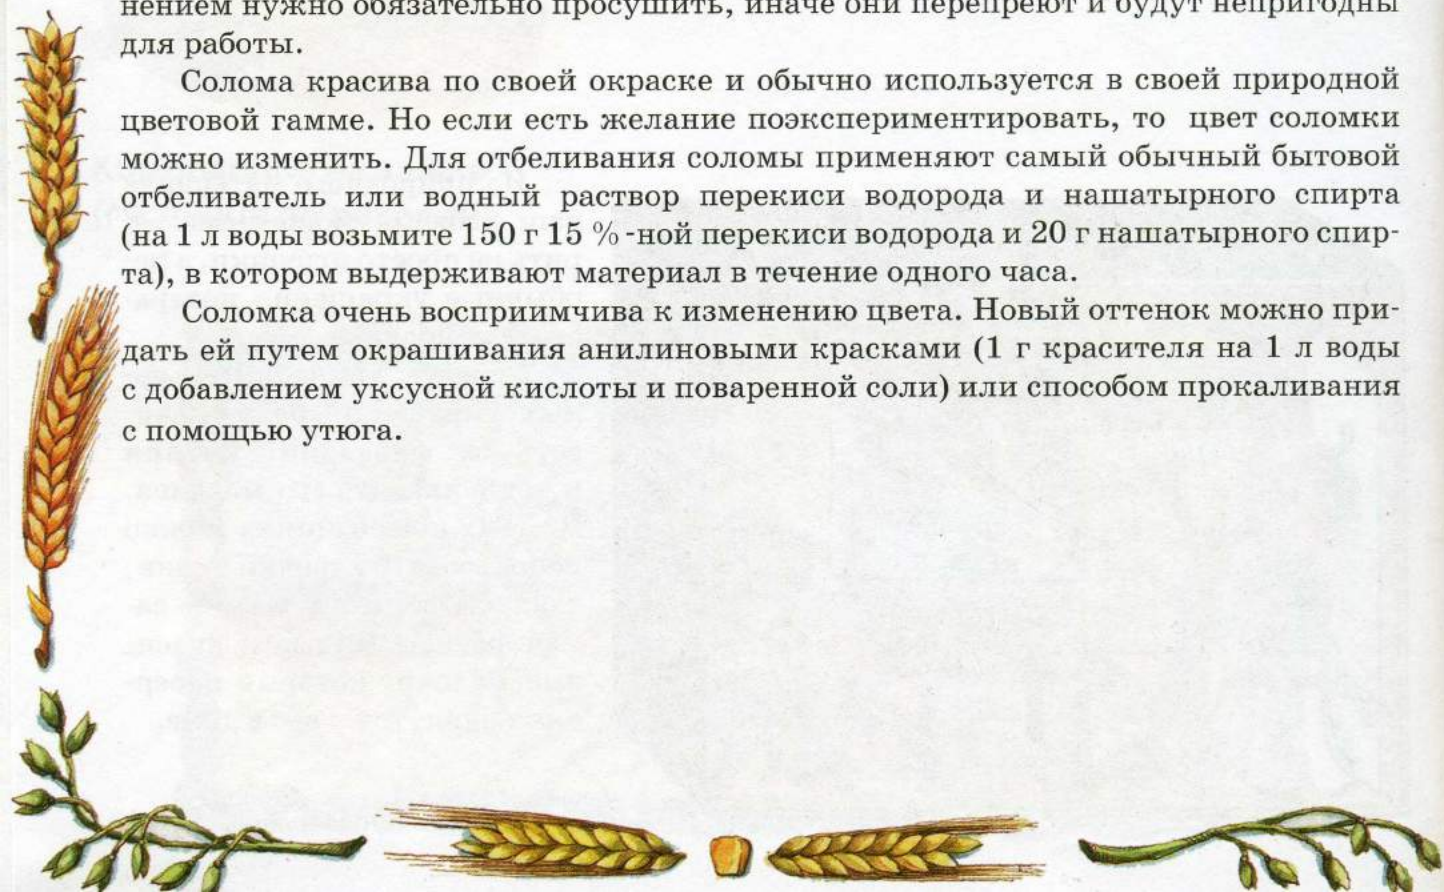 нением нужно обязательно просушить, иначе они перепреют и будут непригодны
для работы.
Солома красива по своей окраске и обычно используется в своей природной
цветовой гамме. Но если есть желание поэкспериментировать, то цвет соломки
можно изменить. Для отбеливания соломы применяют самый обычный бытовой
отбеливатель или водный раствор перекиси водорода и нашатырного спирта
(на 1 л воды возьмите 150 г 15 % -ной перекиси водорода и 20 г нашатырного спир-
та), в котором выдерживают материал в течение одного часа.
Соломка очень восприимчива к изменению цвета. Новый оттенок можно при-
дать ей путем окрашивания анилиновыми красками (1 г красителя на 1 л воды
с добавлением уксусной кислоты и поваренной соли) или способом прокаливания
с помощью утюга.